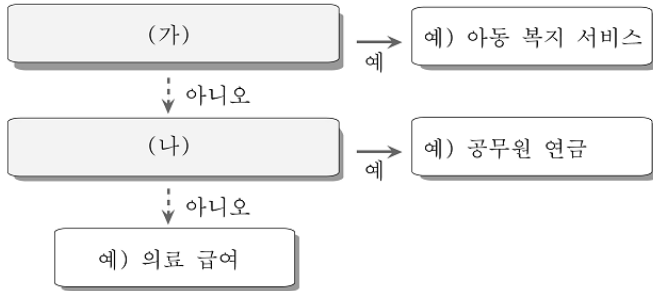 (가)
예) 아동 복지 서비스
예
아니오
(나)
예) 공무원 연금
예
아니오
예) 의료 급여